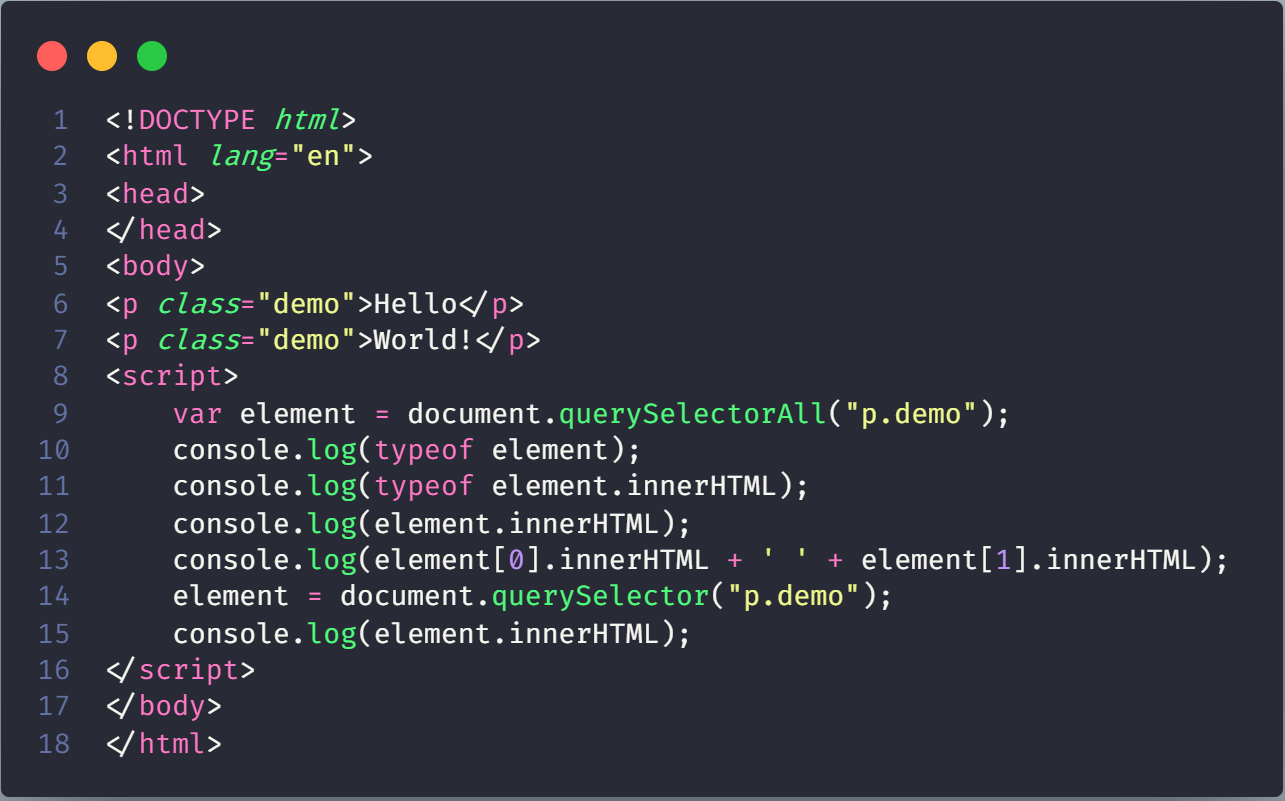 1 <!DOCTYPE html>
2 <html lang="en">
3 <head>
4 </head>
5 <body>
6 <p class="demo">Hello</p>
7 <p class="demo">World!</p>
8 <script>
9     var element = document.querySelectorAll("p.demo");
10     console.log(typeof element);
11     console.log(typeof element.innerHTML);
12     console.log(element.innerHTML);
13     console.log(element[0].innerHTML + ' ' + element[1].innerHTML);
14     element = document.querySelector("p.demo");
15     console.log(element.innerHTML);
16 </script>
17 </body>
18 </html>